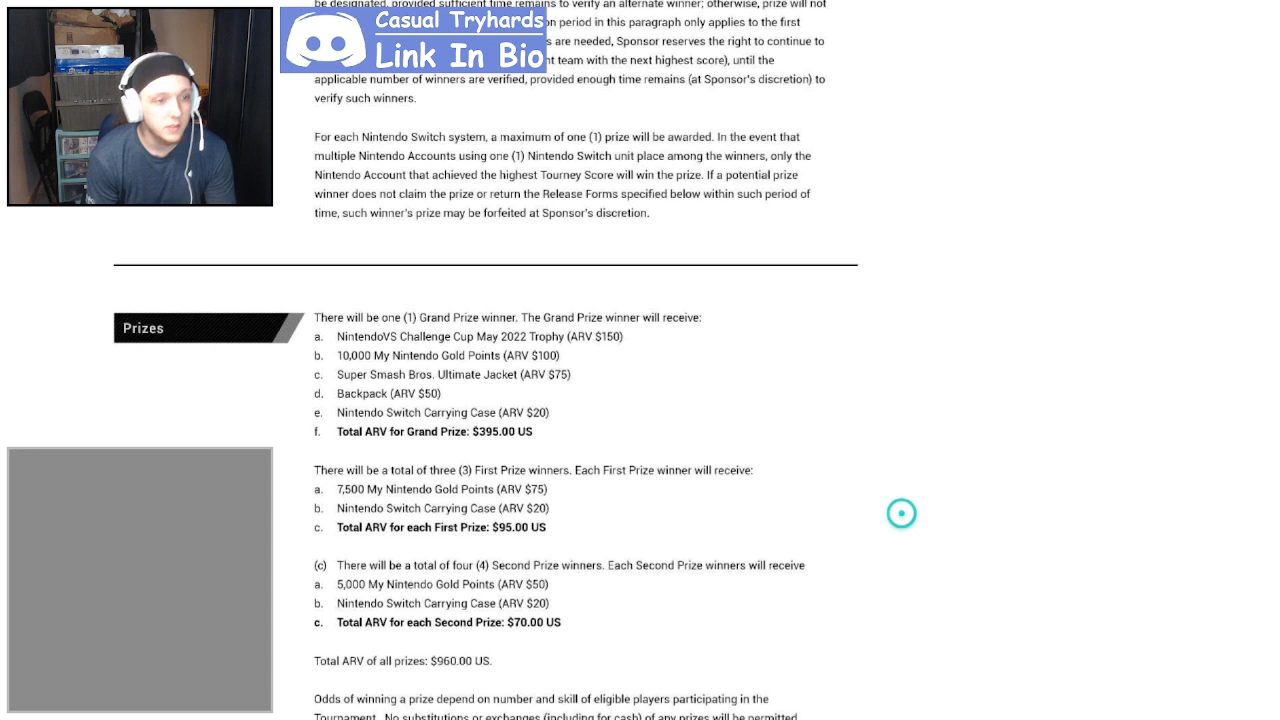 be designated, provided sufficient time remains to verify an alternate winner; otherwise, prize will not
Casual Tryhards
Link In Bio
on period in this paragraph only applies to the first
s are needed, Sponsor reserves the right to continue to
nt team with the next highest score), until the
applicable number of winners are verified, provided enough time remains (at Sponsor's discretion) to
verify such winners.
For each Nintendo Switch system, a maximum of one (1) prize will be awarded. In the event that
multiple Nintendo Accounts using one (1) Nintendo Switch unit place among the winners, only the
Nintendo Account that achieved the highest Tourney Score will win the prize. If a potential prize
winner does not claim the prize or return the Release Forms specified below within such period of
time, such winner's prize may be forfeited at Sponsor's discretion.
Prizes
There will be one (1) Grand Prize winner. The Grand Prize winner will receive:
a. NintendoVS Challenge Cup May 2022 Trophy (ARV $150)
b. 10,000 My Nintendo Gold Points (ARV $100)
c. Super Smash Bros. Ultimate Jacket (ARV $75)
d. Backpack (ARV $50)
e. Nintendo Switch Carrying Case (ARV $20)
f. Total ARV for Grand Prize: $395.00 US
There will be a total of three (3) First Prize winners. Each First Prize winner will receive:
a. 7,500 My Nintendo Gold Points (ARV $75)
b. Nintendo Switch Carrying Case (ARV $20)
c. Total ARV for each First Prize: $95.00 US
(c) There will be a total of four (4) Second Prize winners. Each Second Prize winners will receive
a. 5,000 My Nintendo Gold Points (ARV $50)
b. Nintendo Switch Carrying Case (ARV $20)
c. Total ARV for each Second Prize: $70.00 US
Total ARV of all prizes: $960.00 US.
Odds of winning a prize depend on number and skill of eligible players participating in the
Tournament. No substitutions or exchanges (including for cash) of any prizes will be permitted